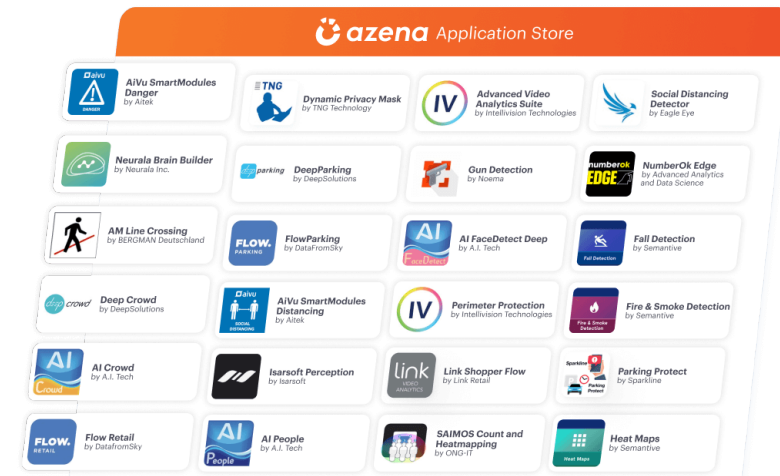 azena Application Store
aivu
DANGER
AiVu SmartModules
Danger
by Aitek
TNG
Dynamic Privacy Mask
by TNG Technology
IV
Advanced Video
Analytics Suite
by Intellivision Technologies
Social Distancing
Detector
by Eagle Eye
Neurala Brain Builder
by Neurala Inc.
deep parking
DeepParking
by DeepSolutions
Gun Detection
by Noema
numberok
EDGE
NumberOk Edge
by Advanced Analytics
and Data Science
AM Line Crossing
by BERGMAN Deutschland
FLOW.
PARKING
FlowParking
by DataFromSky
AI
FaceDetect
AI FaceDetect Deep
by A.I. Tech
Fall Detection
Fall Detection
by Semantive
deep crowd
Deep Crowd
by DeepSolutions
aivu
SOCIAL
DISTANCING
AiVu SmartModules
Distancing
by Aitek
IV
Perimeter Protection
by Intellivision Technologies
Fire & Smoke
Detection
Fire & Smoke Detection
by Semantive
AI
Crowd
AI Crowd
by A.I. Tech
Isarsoft Perception
by Isarsoft
link
VIDEO
ANALYTICS
Link Shopper Flow
by Link Retail
Sparkline
Parking
Protect
Parking Protect
by Sparkline
FLOW.
RETAIL
Flow Retail
by DatafromSky
AI
People
AI People
by A.I. Tech
SAIMOS Count and
Heatmapping
by ONG-IT
Heat Maps
Heat Maps
by Semantive